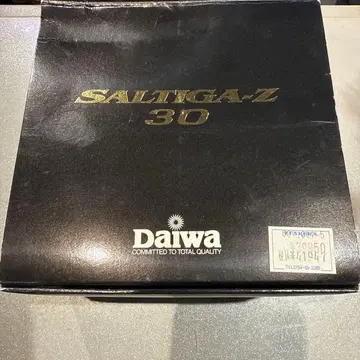 SALTIGA-Z
30
Daiwa
COMMITTED TO TOTAL QUALITY